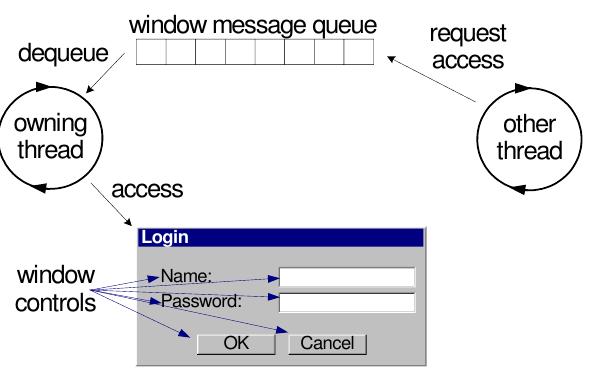 window message queue
dequeue
request
access
owning
thread
other
thread
access
Login
window
controls
Name:
Password:
OK
Cancel